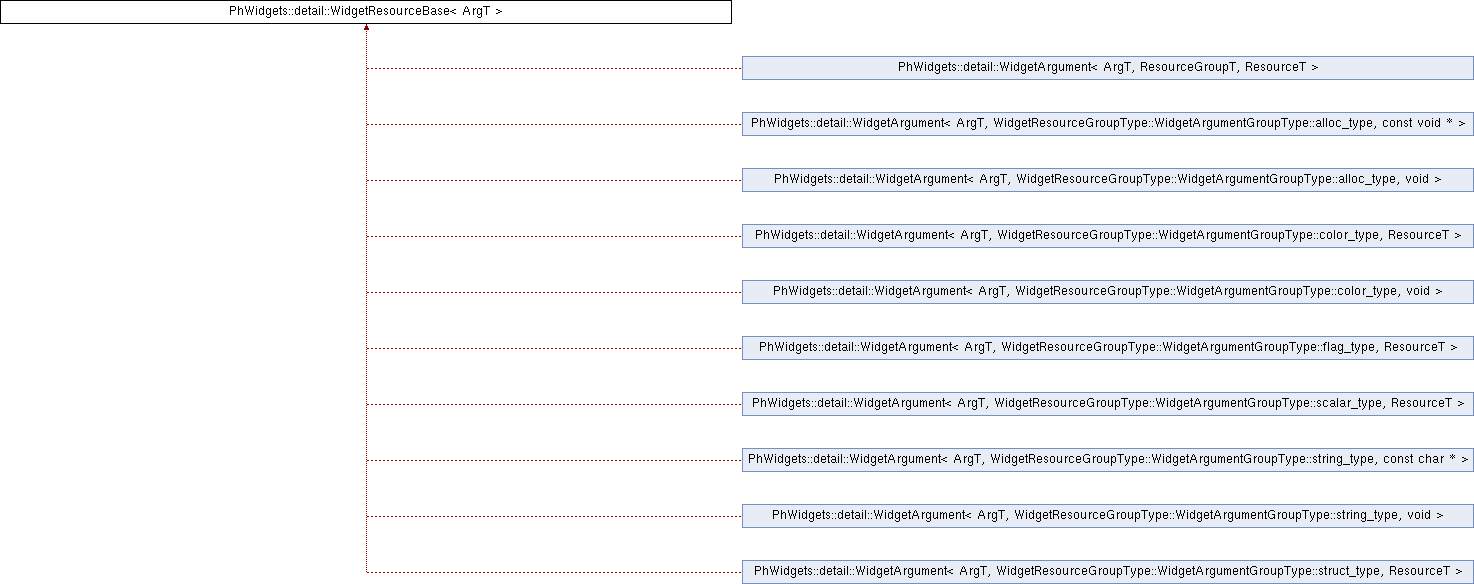 PhWidgets::detail::WidgetResourceBase< ArgT >
PhWidgets::detail::WidgetArgument< ArgT, ResourceGroupT, ResourceT >
PhWidgets::detail::WidgetArgument< ArgT, WidgetResourceGroupType::WidgetArgumentGroupType::alloc_type, const void * >
PhWidgets::detail::WidgetArgument< ArgT, WidgetResourceGroupType::WidgetArgumentGroupType::alloc_type, void >
PhWidgets::detail::WidgetArgument< ArgT, WidgetResourceGroupType::WidgetArgumentGroupType::color_type, ResourceT >
PhWidgets::detail::WidgetArgument< ArgT, WidgetResourceGroupType::WidgetArgumentGroupType::color_type, void >
PhWidgets::detail::WidgetArgument< ArgT, WidgetResourceGroupType::WidgetArgumentGroupType::flag_type, ResourceT >
PhWidgets::detail::WidgetArgument< ArgT, WidgetResourceGroupType::WidgetArgumentGroupType::scalar_type, ResourceT >
PhWidgets::detail::WidgetArgument< ArgT, WidgetResourceGroupType::WidgetArgumentGroupType::string_type, const char * >
PhWidgets::detail::WidgetArgument< ArgT, WidgetResourceGroupType::WidgetArgumentGroupType::string_type, void >
PhWidgets::detail::WidgetArgument< ArgT, WidgetResourceGroupType::WidgetArgumentGroupType::struct_type, ResourceT >